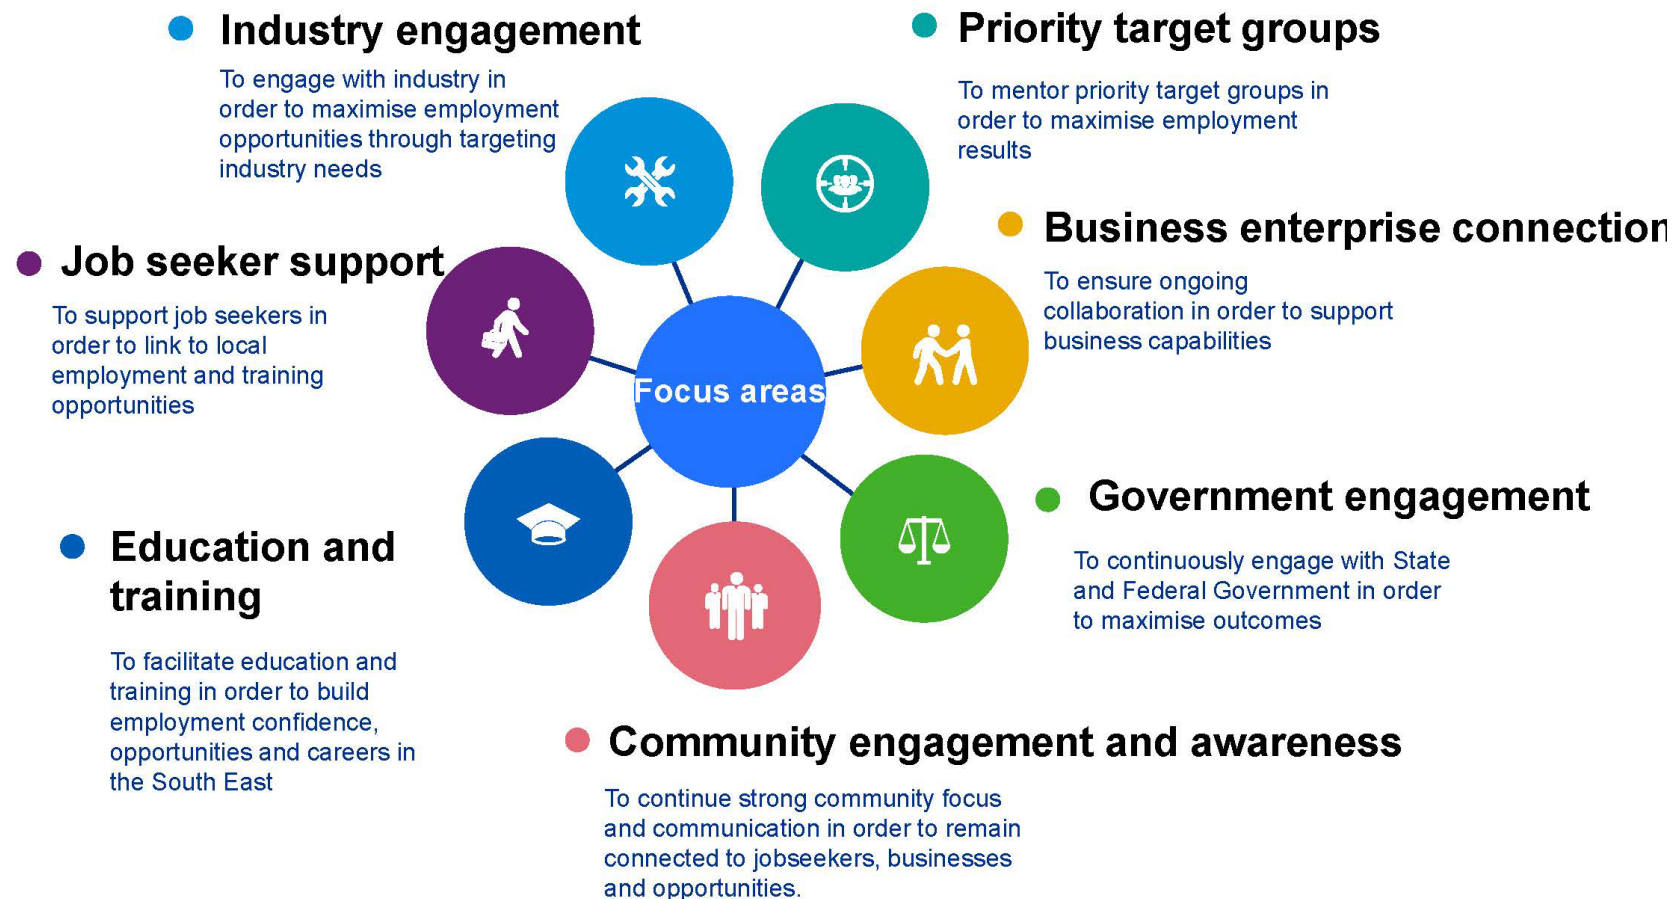 Industry engagement
To engage with industry in
order to maximise employment
opportunities through targeting
industry needs
Priority target groups
To mentor priority target groups in
order to maximise employment
results
Job seeker support
To support job seekers in
order to link to local
employment and training
opportunities
Business enterprise connection
To ensure ongoing
collaboration in order to support
business capabilities
Focus areas
Education and
training
To facilitate education and
training in order to build
employment confidence,
opportunities and careers in
the South East
Government engagement
To continuously engage with State
and Federal Government in order
to maximise outcomes
Community engagement and awareness
To continue strong community focus
and communication in order to remain
connected to jobseekers, businesses
and opportunities.